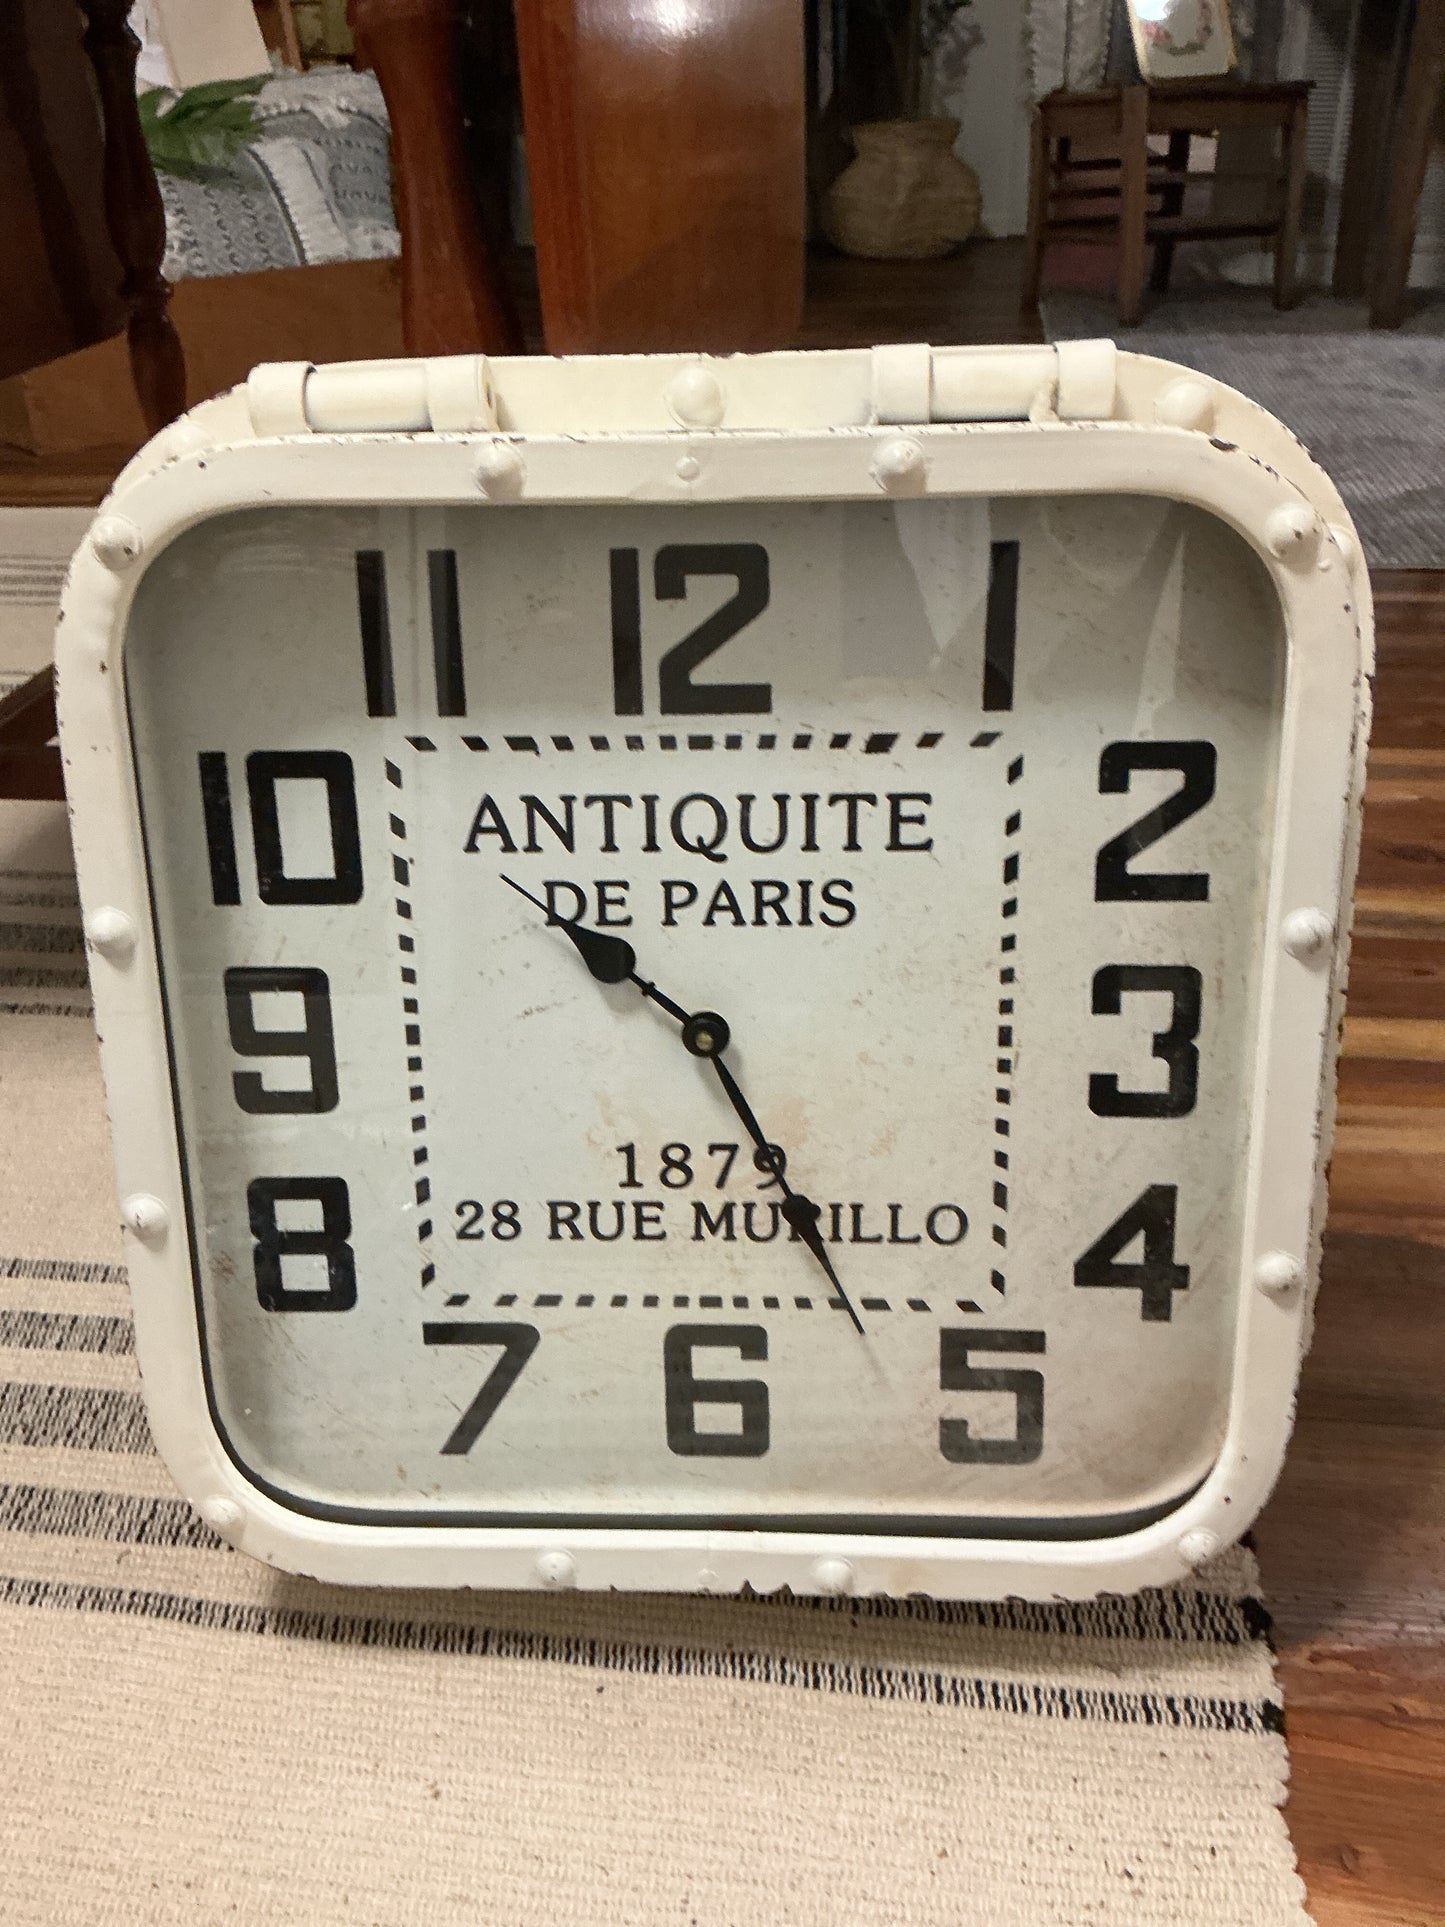 11 12 1
10 2
ANTIQUITE
DE PARIS
9 3
1879
28 RUE MURILLO
8 4
7 6 5